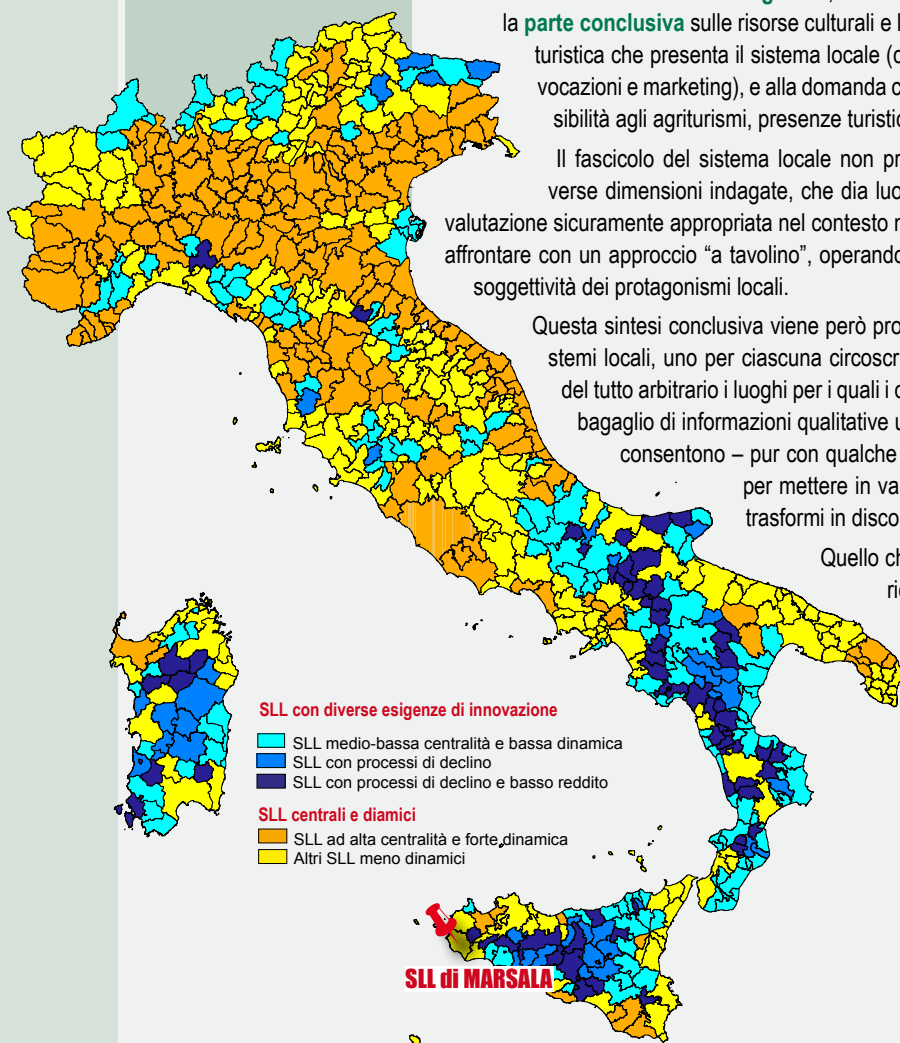 la parte conclusiva sulle risorse culturali e l
turistica che presenta il sistema locale (
vocazioni e marketing), e alla domanda
sibilità agli agriturismi, presenze turistic
Il fascicolo del sistema locale non pr
verse dimensioni indagate, che dia luo
valutazione sicuramente appropriata nel contesto
affrontare con un approccio “a tavolino”, operando
soggettività dei protagonismi locali.
Questa sintesi conclusiva viene però pro
stemi locali, uno per ciascuna circoscr
del tutto arbitrario i luoghi per i quali i
bagaglio di informazioni qualitative u
consentono – pur con qualche
per mettere in va
trasformi in disco
Quello ch
ri
SLL con diverse esigenze di innovazione
SLL medio-bassa centralità e bassa dinamica
SLL con processi di declino
SLL con processi di declino e basso reddito
SLL centrali e diamici
SLL ad alta centralità e forte dinamica
Altri SLL meno dinamici
SLL di MARSALA